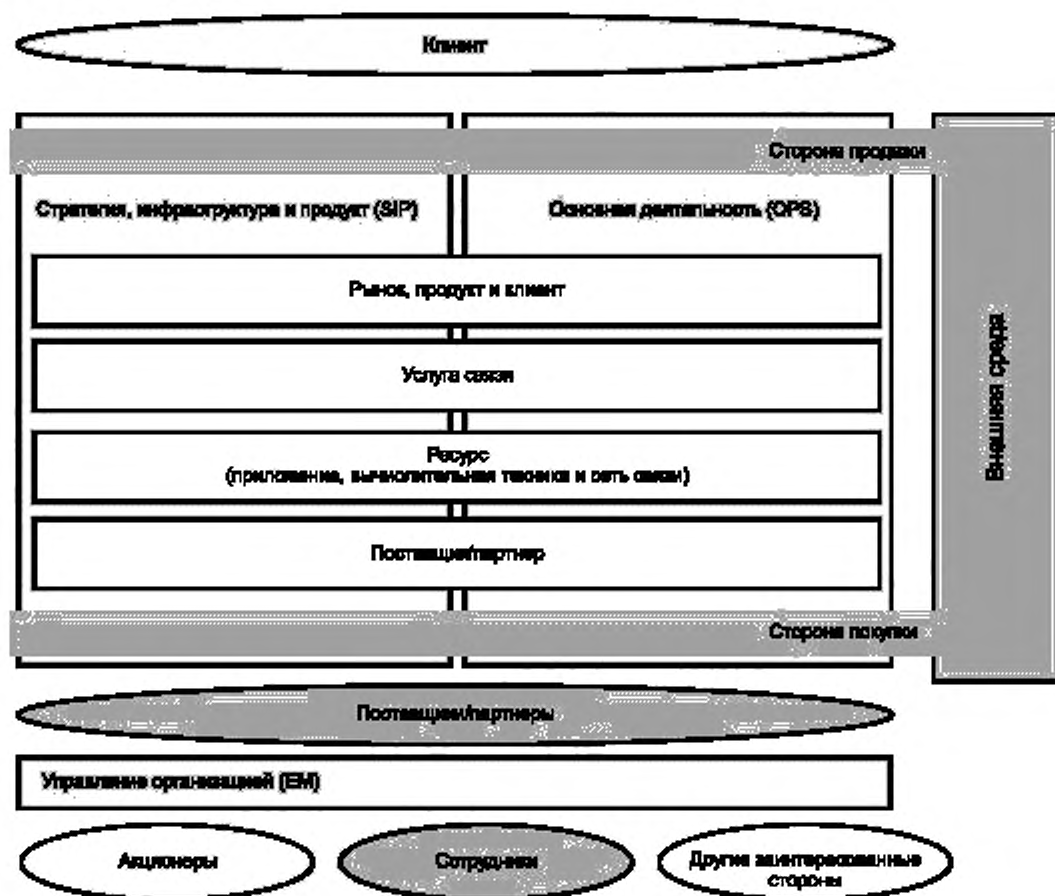 Клиент
Сторона продажи
Стратегия, инфраструктура и продукт (SIP)
Основная деятельность (OPS)
Рынок, продукт и клиент
Услуга связи
Ресурс
(приложение, вычислительная техника и сеть связи)
Поставщик/партнер
Сторона покупки
Внешняя среда
Поставщики/партнеры
Управление организацией (EM)
Акционеры
Сотрудники
Другие заинтересованные
стороны